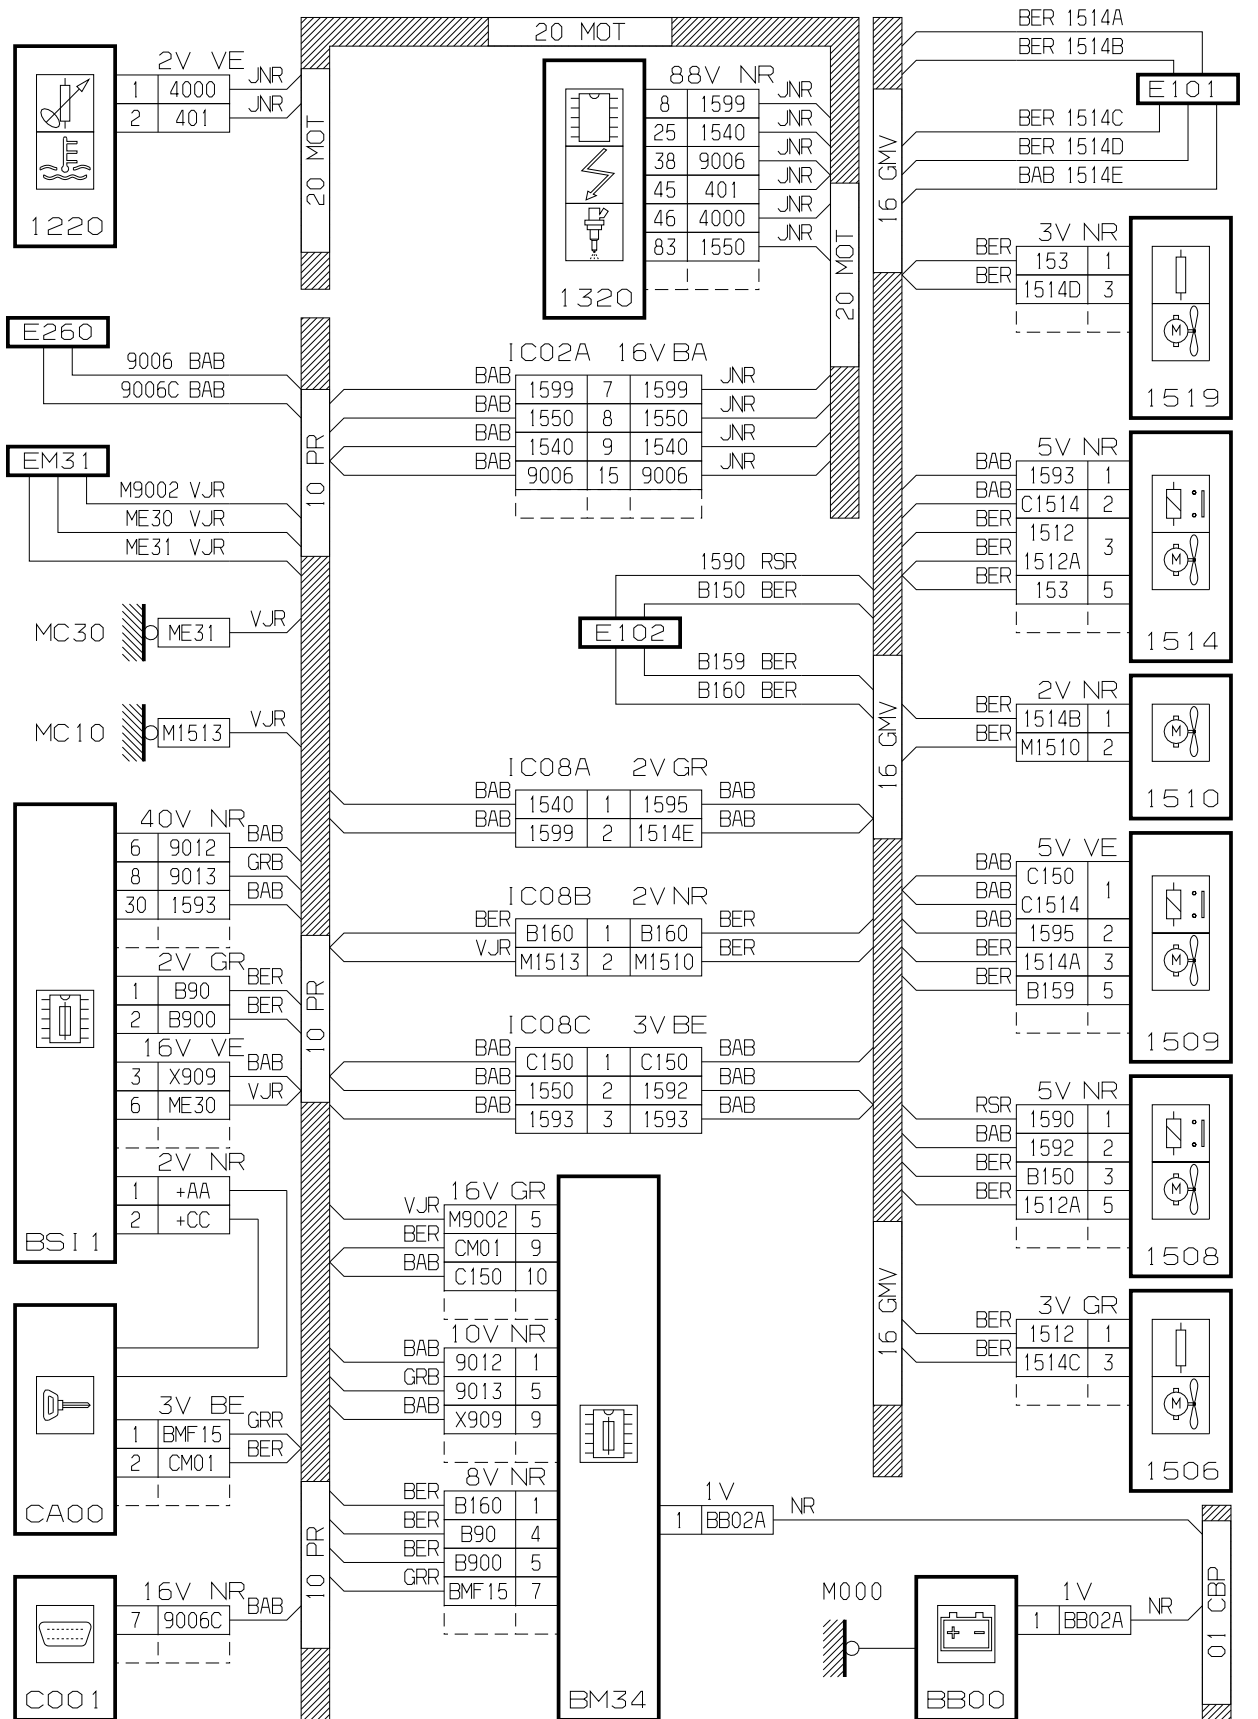 20 MOT
2V VE
1 4000 JNR
2 401 JNR
1220
20 MOT
88V NR
8 1599 JNR
25 1540 JNR
38 9006 JNR
45 401 JNR
46 4000 JNR
83 1550 JNR
1320
20 MOT
BER 1514A
BER 1514B
E101
BER 1514C
BER 1514D
BAB 1514E
16 GMV
3V NR
BER 153 1
BER 1514D 3
1519
E260
9006 BAB
9006C BAB
EM31
M9002 VJR
ME30 VJR
ME31 VJR
10 PR
IC02A 16V BA
BAB 1599 7 1599 JNR
BAB 1550 8 1550 JNR
BAB 1540 9 1540 JNR
BAB 9006 15 9006 JNR
5V NR
BAB 1593 1
BAB C1514 2
BER 1512
BER 1512A 3
BER 153 5
1514
MC30 ME31 VJR
MC10 M1513 VJR
1590 RSR
B150 BER
E102
B159 BER
B160 BER
16 GMV
2V NR
BER 1514B 1
BER M1510 2
1510
IC08A 2V GR
BAB 1540 1 1595 BAB
BAB 1599 2 1514E BAB
IC08B 2V NR
BER B160 1 B160 BER
VJR M1513 2 M1510 BER
IC08C 3V BE
BAB C150 1 C150 BAB
BAB 1550 2 1592 BAB
BAB 1593 3 1593 BAB
40V NR
6 9012 BAB
8 9013 GRB
30 1593 BAB
2V GR
1 B90 BER
2 B900 BER
16V VE
3 X909 BAB
6 ME30 VJR
2V NR
1 +AA
2 +CC
BSI1
10 PR
5V VE
BAB C150
BAB C1514 1
BAB 1595 2
BER 1514A 3
BER B159 5
1509
5V NR
RSR 1590 1
BAB 1592 2
BER B150 3
BER 1512A 5
1508
16 GMV
3V GR
BER 1512 1
BER 1514C 3
1506
16V GR
VJR M9002 5
BER CM01 9
BAB C150 10
10V NR
BAB 9012 1
GRB 9013 5
BAB X909 9
8V NR
BER B160 1
BER B90 4
BER B900 5
GRR BMF15 7
1V
1 BB02A NR
BM34
3V BE
1 BMF15 GRR
2 CM01 BER
CA00
10 PR
16V NR
7 9006C BAB
C001
M000
1V
1 BB02A NR
+ -
BB00
01 CBP
M
M
M
M
M
M